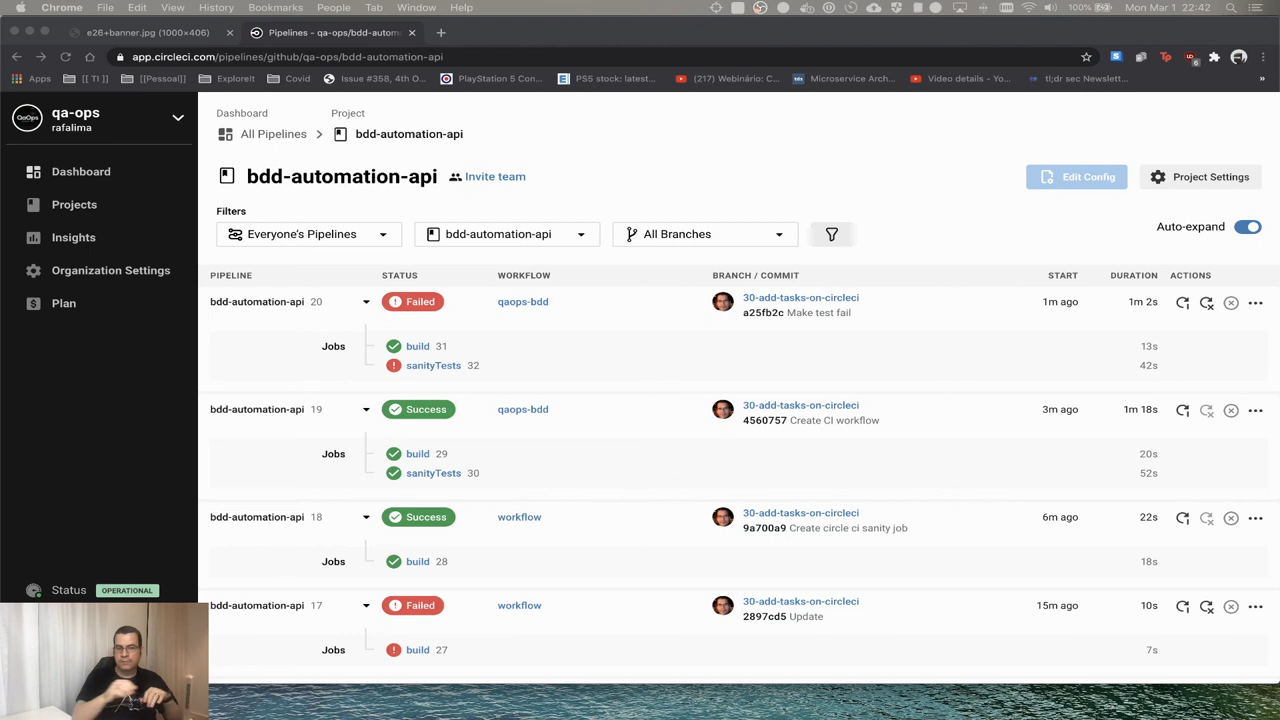 Chrome File Edit View History Bookmarks People Tab Window Help 100% Mon Mar 1 22:42
e26+banner.jpg (1000×406) Pipelines - qa-ops/bdd-autom
app.circleci.com/pipelines/github/qa-ops/bdd-automation-api
Apps [[ TI ]] [[Pessoal]] ExploreIt Covid Issue #358, 4th O... PlayStation 5 Con... PS5 stock: latest... (217) Webinário: C... Microservice Arch... Video details - Yo... tl;dr sec Newslett... »
QaOps
qa-ops
rafalima
Dashboard
Projects
Insights
Organization Settings
Plan
Status OPERATIONAL
Dashboard Project
All Pipelines bdd-automation-api
bdd-automation-api Invite team Edit Config Project Settings
Filters
Everyone's Pipelines bdd-automation-api All Branches Auto-expand
PIPELINE STATUS WORKFLOW BRANCH / COMMIT START DURATION ACTIONS
bdd-automation-api 20 Failed qaops-bdd 30-add-tasks-on-circleci 1m ago 1m 2s
a25fb2c Make test fail
Jobs build 31 13s
sanityTests 32 42s
bdd-automation-api 19 Success qaops-bdd 30-add-tasks-on-circleci 3m ago 1m 18s
4560757 Create CI workflow
Jobs build 29 20s
sanityTests 30 52s
bdd-automation-api 18 Success workflow 30-add-tasks-on-circleci 6m ago 22s
9a700a9 Create circle ci sanity job
Jobs build 28 18s
bdd-automation-api 17 Failed workflow 30-add-tasks-on-circleci 15m ago 10s
2897cd5 Update
Jobs build 27 7s